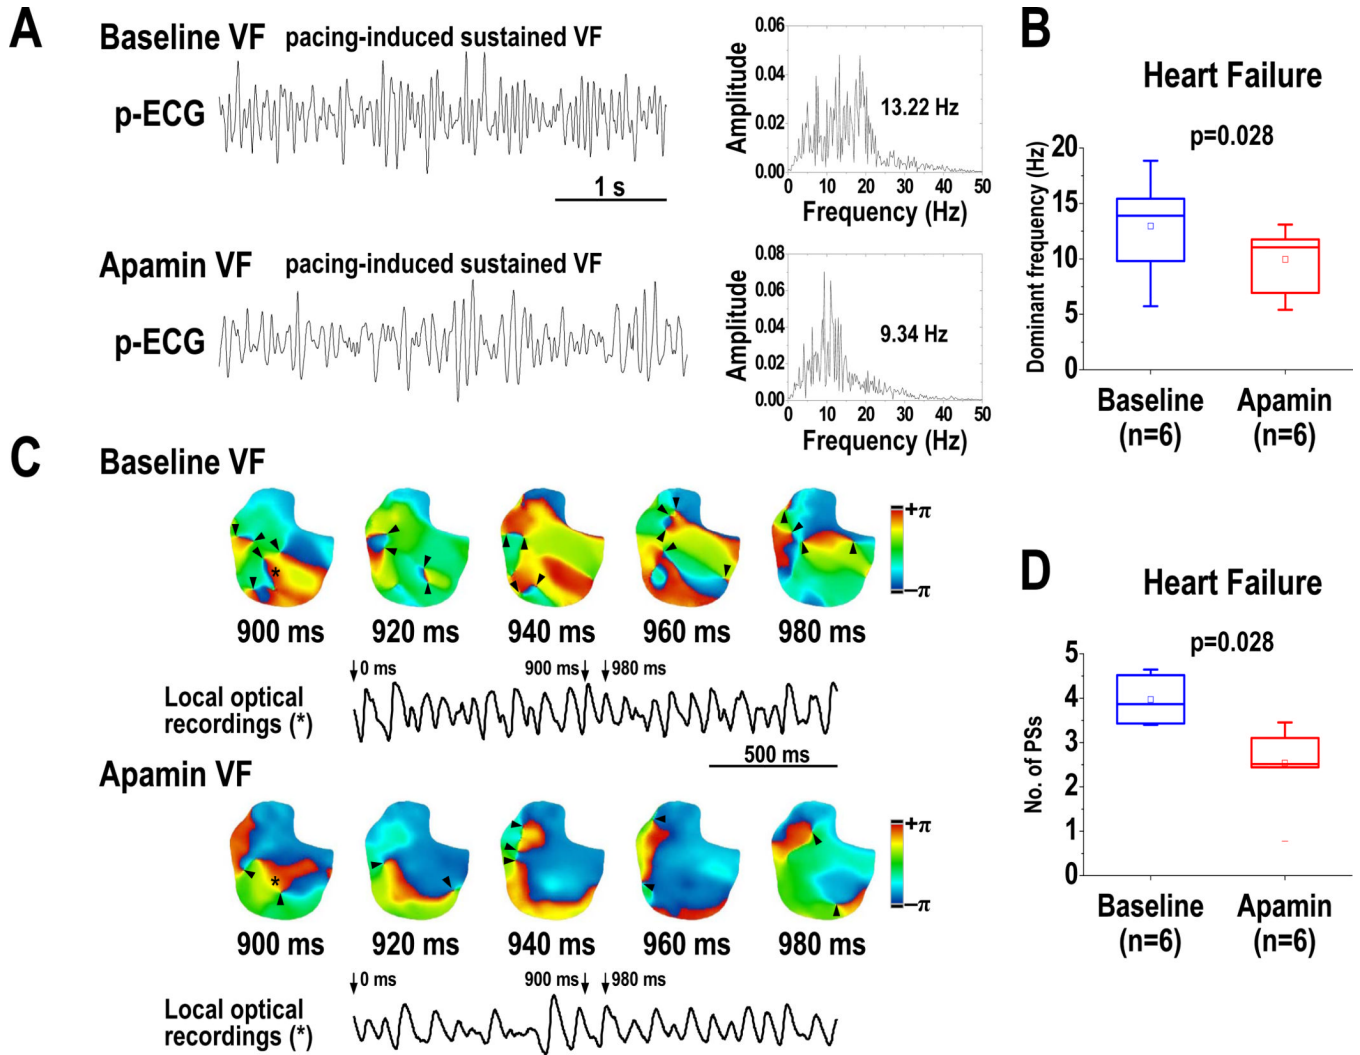 A
Baseline VF pacing-induced sustained VF
p-ECG
1 s
Amplitude
0.06
0.04
0.02
0.00
13.22 Hz
0 10 20 30 40 50
Frequency (Hz)
Apamin VF pacing-induced sustained VF
p-ECG
Amplitude
0.08
0.06
0.04
0.02
0.00
9.34 Hz
0 10 20 30 40 50
Frequency (Hz)
B
Heart Failure
p=0.028
Dominant frequency (Hz)
20
15
10
5
0
Baseline Apamin
(n=6) (n=6)
C
Baseline VF
*
+π
−π
900 ms 920 ms 940 ms 960 ms 980 ms
0 ms 900 ms 980 ms
Local optical
recordings (*)
500 ms
Apamin VF
*
+π
−π
900 ms 920 ms 940 ms 960 ms 980 ms
0 ms 900 ms 980 ms
Local optical
recordings (*)
D
Heart Failure
p=0.028
No. of PSs
5
4
3
2
1
0
Baseline Apamin
(n=6) (n=6)